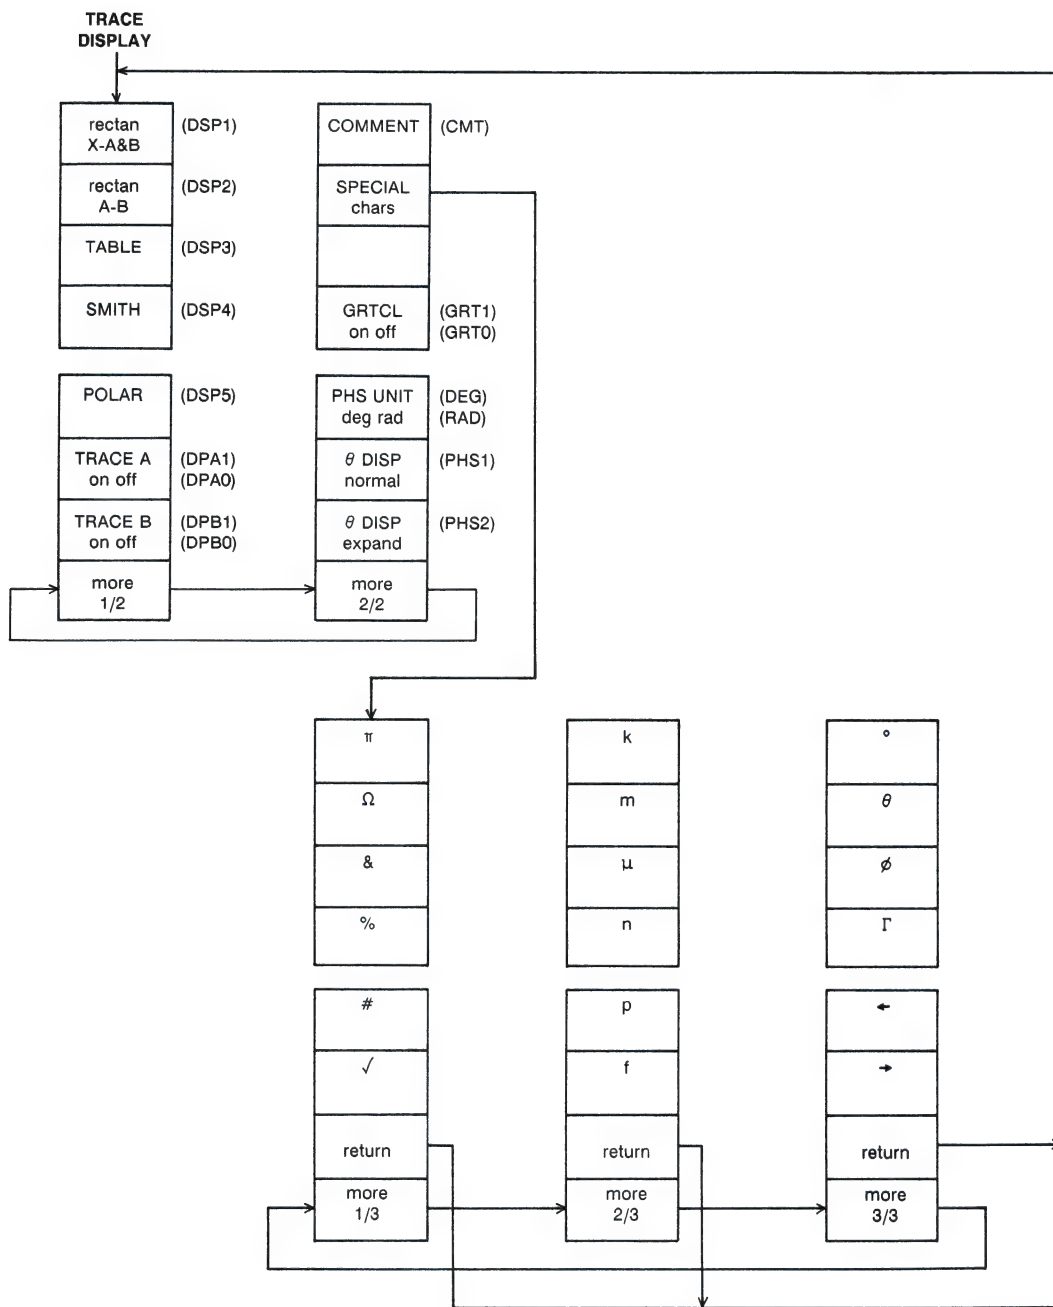 TRACE
DISPLAY
rectan
X-A&B
(DSP1)
rectan
A-B
(DSP2)
TABLE
(DSP3)
SMITH
(DSP4)
POLAR
(DSP5)
TRACE A
on off
(DPA1)
(DPA0)
TRACE B
on off
(DPB1)
(DPB0)
more
1/2
COMMENT
(CMT)
SPECIAL
chars
GRTCL
on off
(GRT1)
(GRT0)
PHS UNIT
deg rad
(DEG)
(RAD)
θ DISP
normal
(PHS1)
θ DISP
expand
(PHS2)
more
2/2
π
Ω
&
%
#
√
return
more
1/3
k
m
μ
n
p
f
return
more
2/3
°
θ
ϕ
Γ
←
→
return
more
3/3